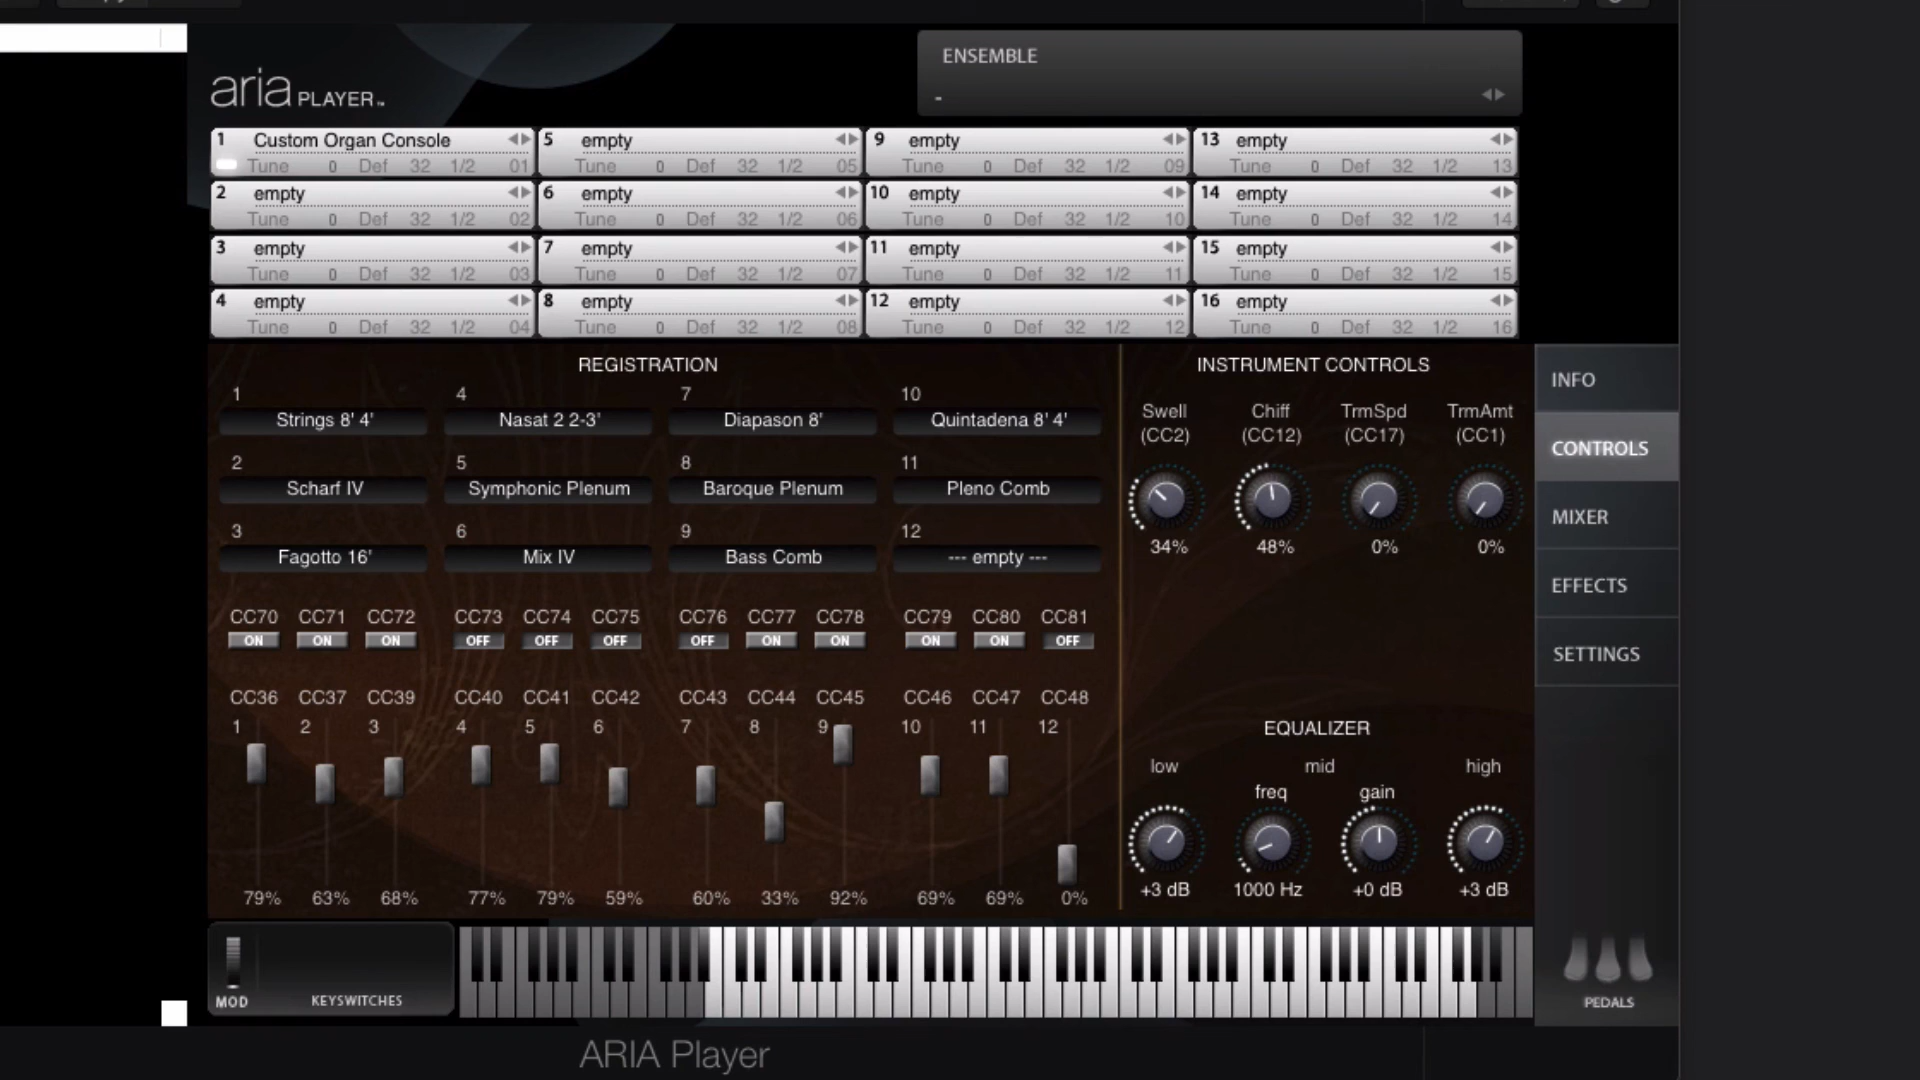 aria PLAYER™
ENSEMBLE
-
1 Custom Organ Console
Tune 0 Def 32 1/2 01
5 empty
Tune 0 Def 32 1/2 05
9 empty
Tune 0 Def 32 1/2 09
13 empty
Tune 0 Def 32 1/2 13
2 empty
Tune 0 Def 32 1/2 02
6 empty
Tune 0 Def 32 1/2 06
10 empty
Tune 0 Def 32 1/2 10
14 empty
Tune 0 Def 32 1/2 14
3 empty
Tune 0 Def 32 1/2 03
7 empty
Tune 0 Def 32 1/2 07
11 empty
Tune 0 Def 32 1/2 11
15 empty
Tune 0 Def 32 1/2 15
4 empty
Tune 0 Def 32 1/2 04
8 empty
Tune 0 Def 32 1/2 08
12 empty
Tune 0 Def 32 1/2 12
16 empty
Tune 0 Def 32 1/2 16
REGISTRATION
1 4 7 10
Strings 8' 4' Nasat 2 2-3' Diapason 8' Quintadena 8' 4'
2 5 8 11
Scharf IV Symphonic Plenum Baroque Plenum Pleno Comb
3 6 9 12
Fagotto 16' Mix IV Bass Comb --- empty ---
CC70 CC71 CC72 CC73 CC74 CC75 CC76 CC77 CC78 CC79 CC80 CC81
ON ON ON OFF OFF OFF OFF ON ON ON ON OFF
CC36 CC37 CC39 CC40 CC41 CC42 CC43 CC44 CC45 CC46 CC47 CC48
1 2 3 4 5 6 7 8 9 10 11 12
79% 63% 68% 77% 79% 59% 60% 33% 92% 69% 69% 0%
INSTRUMENT CONTROLS
Swell Chiff TrmSpd TrmAmt
(CC2) (CC12) (CC17) (CC1)
34% 48% 0% 0%
EQUALIZER
low mid high
freq gain
+3 dB 1000 Hz +0 dB +3 dB
INFO
CONTROLS
MIXER
EFFECTS
SETTINGS
MOD KEYSWITCHES
PEDALS
ARIA Player